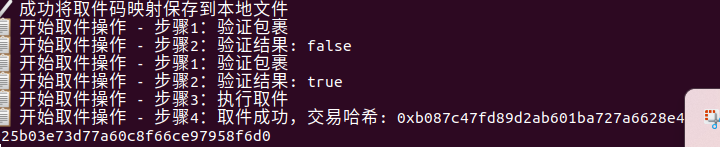 ✓ 成功将取件码映射保存到本地文件
📋 开始取件操作 - 步骤1: 验证包裹
📋 开始取件操作 - 步骤2: 验证结果: false
📋 开始取件操作 - 步骤1: 验证包裹
📋 开始取件操作 - 步骤2: 验证结果: true
📋 开始取件操作 - 步骤3: 执行取件
📋 开始取件操作 - 步骤4: 取件成功，交易哈希: 0xb087c47fd89d2ab601ba727a6628e4
25b03e73d77a60c8f66ce97958f6d0